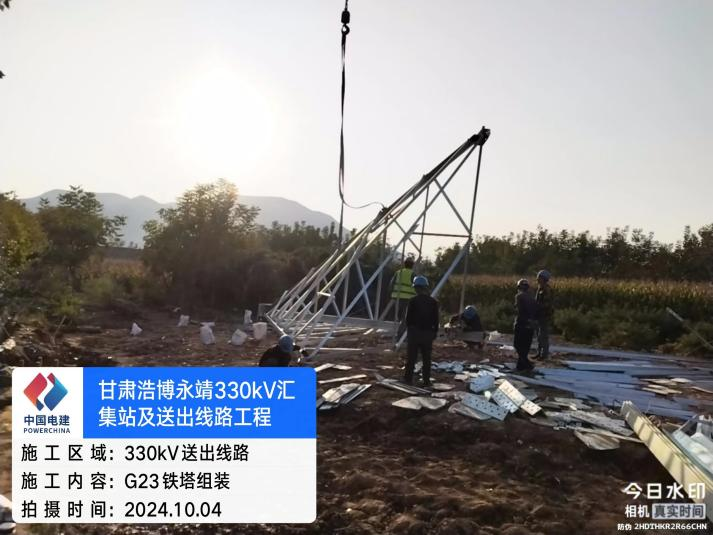 中国电建
POWERCHINA
甘肃浩博永靖330kV汇
集站及送出线路工程
施工区域：330kV送出线路
施工内容：G23铁塔组装
拍摄时间：2024.10.04
今日水印
相机 真实时间
防伪 2HDTHKR2R66CHN